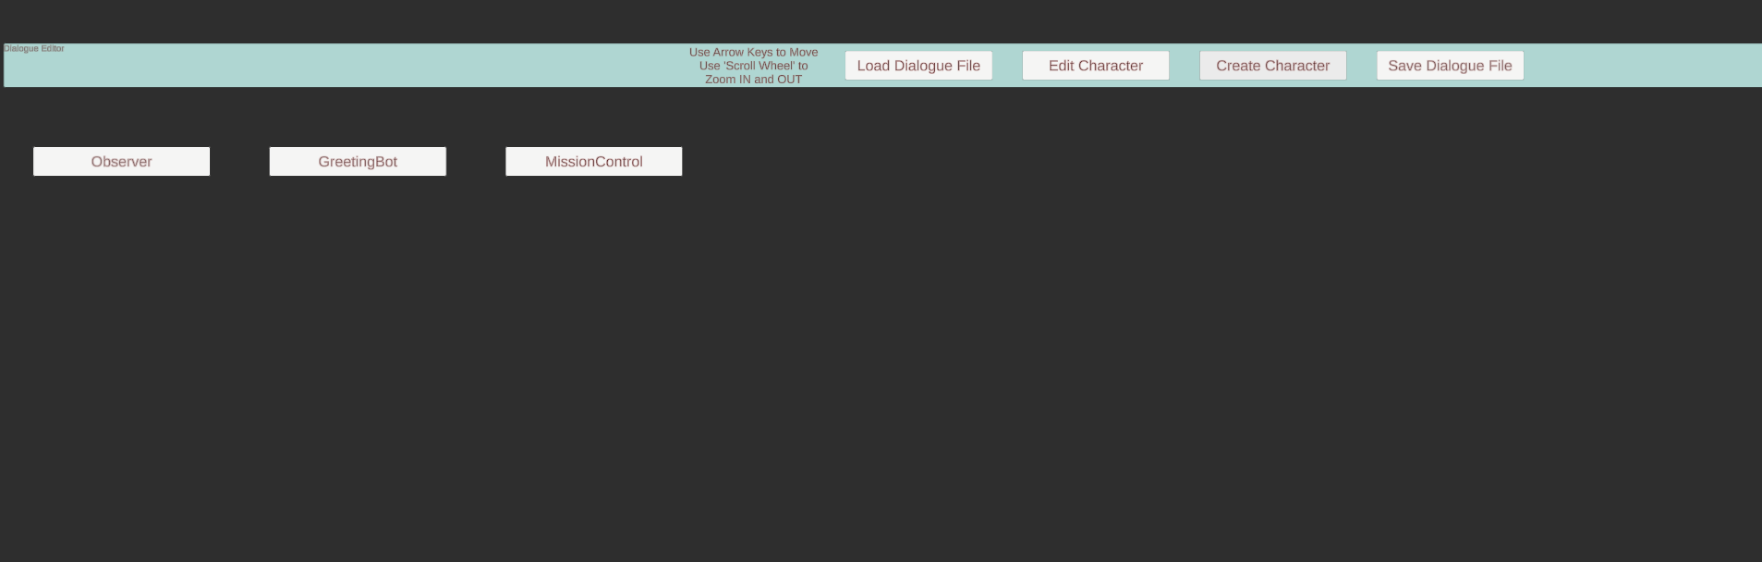 Dialogue Editor
Use Arrow Keys to Move
Use 'Scroll Wheel' to
Zoom IN and OUT
Load Dialogue File
Edit Character
Create Character
Save Dialogue File
Observer
GreetingBot
MissionControl